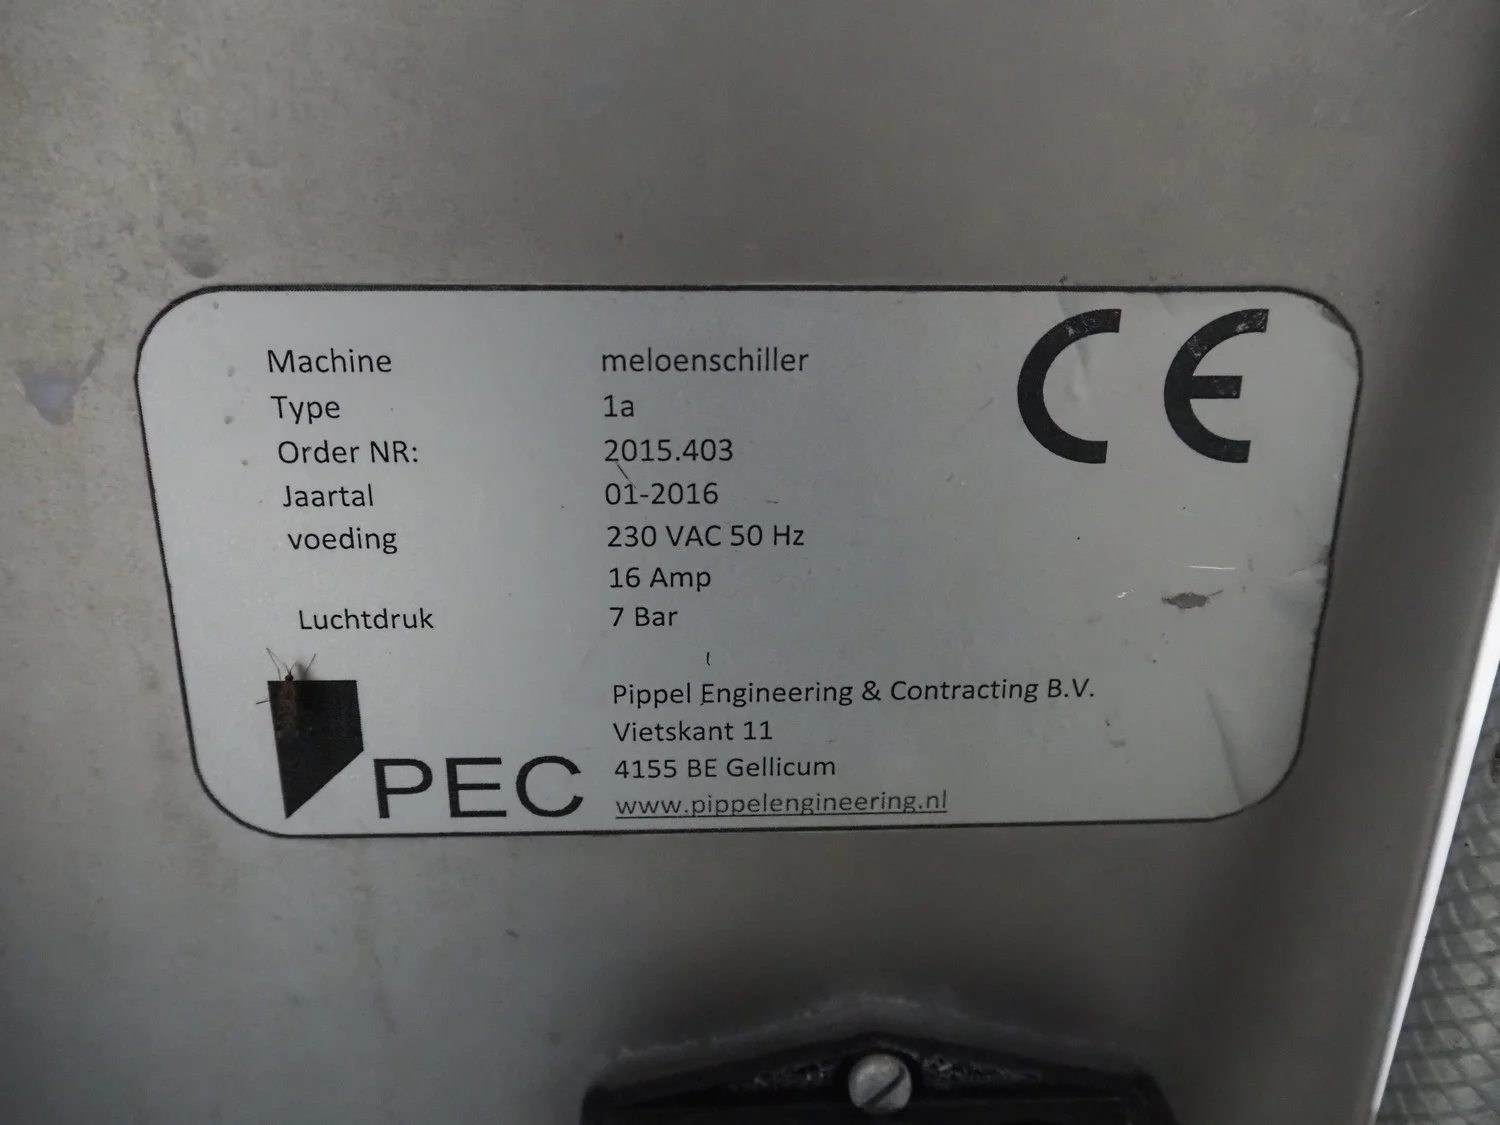 CE
Machine meloenschiller
Type 1a
Order NR: 2015.403
Jaartal 01-2016
voeding 230 VAC 50 Hz
16 Amp
Luchtdruk 7 Bar
Pippel Engineering & Contracting B.V.
Vietskant 11
4155 BE Gellicum
www.pippelengineering.nl
PEC